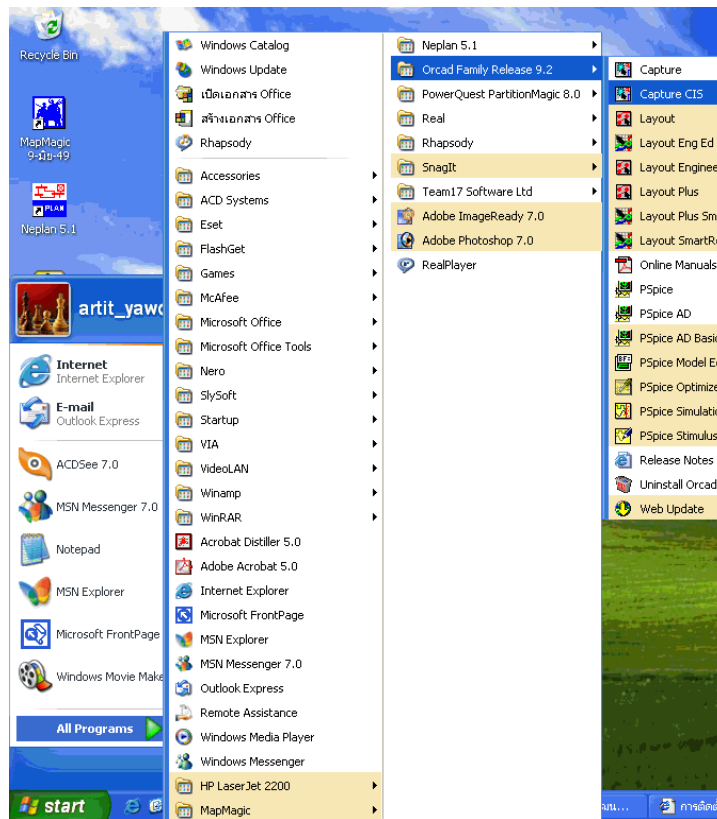 Recycle Bin
MapMagic
9-มิย-49
PLAN
Neplan 5.1
artit_yawo
Internet
Internet Explorer
E-mail
Outlook Express
ACDSee 7.0
MSN Messenger 7.0
Notepad
MSN Explorer
Microsoft FrontPage
Windows Movie Make
All Programs
start
Windows Catalog
Windows Update
เปิดเอกสาร Office
สร้างเอกสาร Office
Rhapsody
Accessories
ACD Systems
Eset
FlashGet
Games
McAfee
Microsoft Office
Microsoft Office Tools
Nero
SlySoft
Startup
VIA
VideoLAN
Winamp
WinRAR
Acrobat Distiller 5.0
Adobe Acrobat 5.0
Internet Explorer
Microsoft FrontPage
MSN Explorer
MSN Messenger 7.0
Outlook Express
Remote Assistance
Windows Media Player
Windows Messenger
HP LaserJet 2200
MapMagic
Neplan 5.1
Orcad Family Release 9.2
PowerQuest PartitionMagic 8.0
Real
Rhapsody
SnagIt
Team17 Software Ltd
Adobe ImageReady 7.0
Adobe Photoshop 7.0
RealPlayer
Capture
Capture CIS
Layout
Layout Eng Ed
Layout Enginee
Layout Plus
Layout Plus Sm
Layout SmartR
Online Manuals
PSpice
PSpice AD
PSpice AD Basi
PSpice Model E
PSpice Optimize
PSpice Simulati
PSpice Stimulus
Release Notes
Uninstall Orcad
Web Update
การติดต